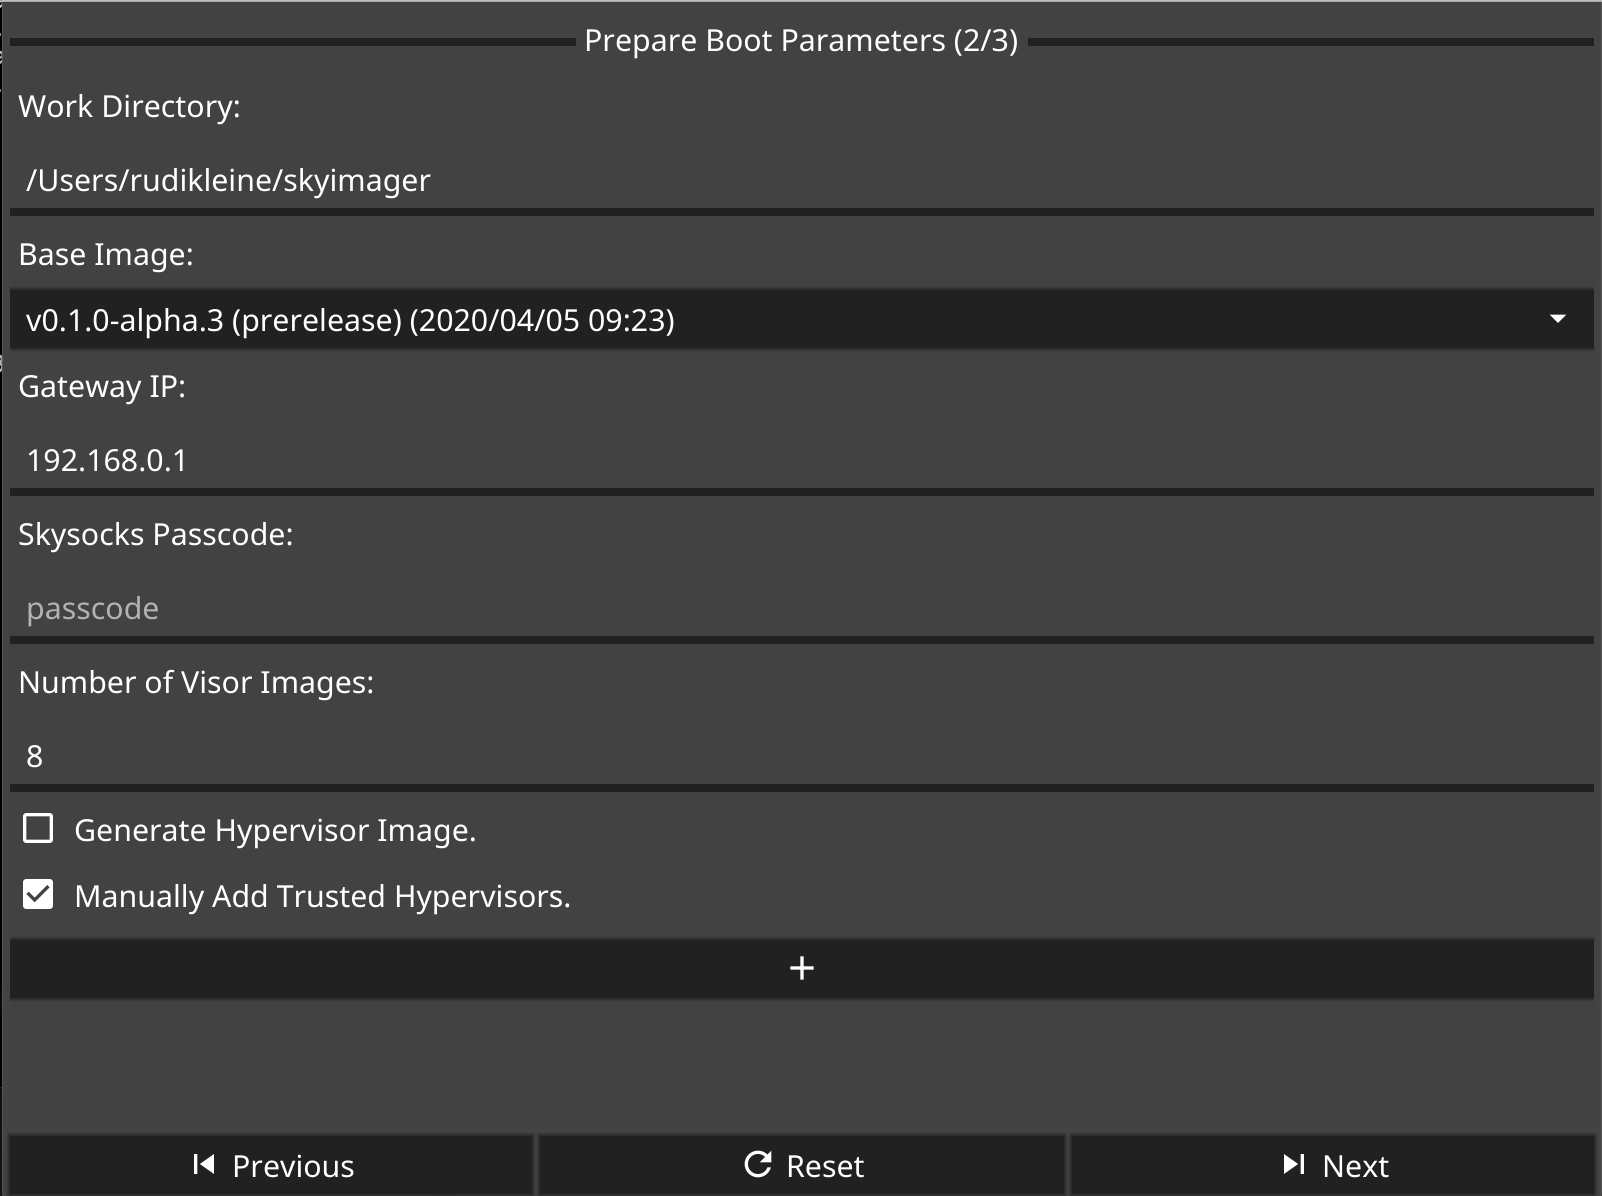 Prepare Boot Parameters (2/3)
Work Directory:
/Users/rudikleine/skyimager
Base Image:
v0.1.0-alpha.3 (prerelease) (2020/04/05 09:23)
Gateway IP:
192.168.0.1
Skysocks Passcode:
passcode
Number of Visor Images:
8
Generate Hypervisor Image.
Manually Add Trusted Hypervisors.
+
Previous
Reset
Next